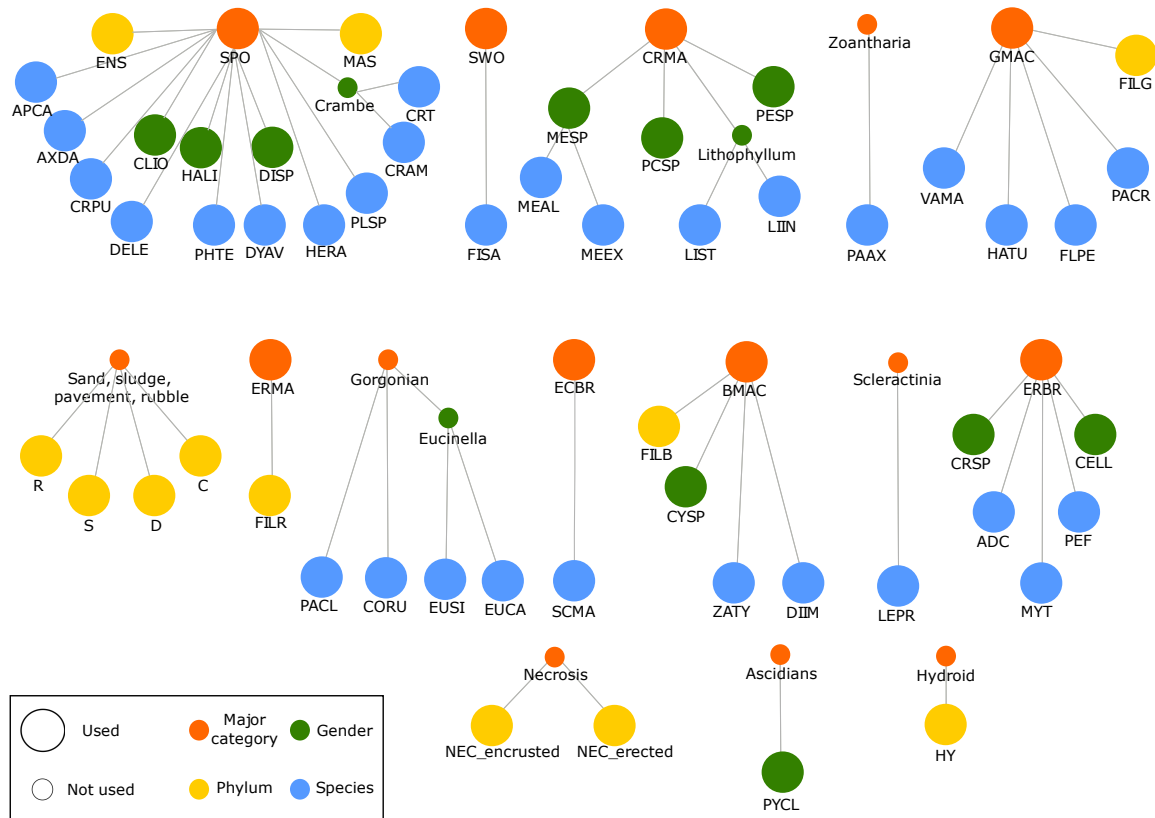 ENS
SPO
MAS
SWO
CRMA
Zoantharia
GMAC
FILG
APCA
Crambe
CRT
AXDA
CLIO
HALI
DISP
CRAM
CRPU
PLSP
DELE
PHTE
DYAV
HERA
FISA
MESP
PCSP
PESP
Lithophyllum
MEAL
MEEX
LIST
LIIN
PAAX
VAMA
HATU
FLPE
PACR
Sand, sludge,
pavement, rubble
ERMA
Gorgonian
ECBR
BMAC
Scleractinia
ERBR
R
S
D
C
FILR
Eucinella
PACL
CORU
EUSI
EUCA
SCMA
FILB
CYSP
ZATY
DIIM
LEPR
CRSP
CELL
ADC
PEF
MYT
Necrosis
Ascidians
Hydroid
NEC_encrusted
NEC_erected
PYCL
HY
Used
Major
category
Gender
Not used
Phylum
Species